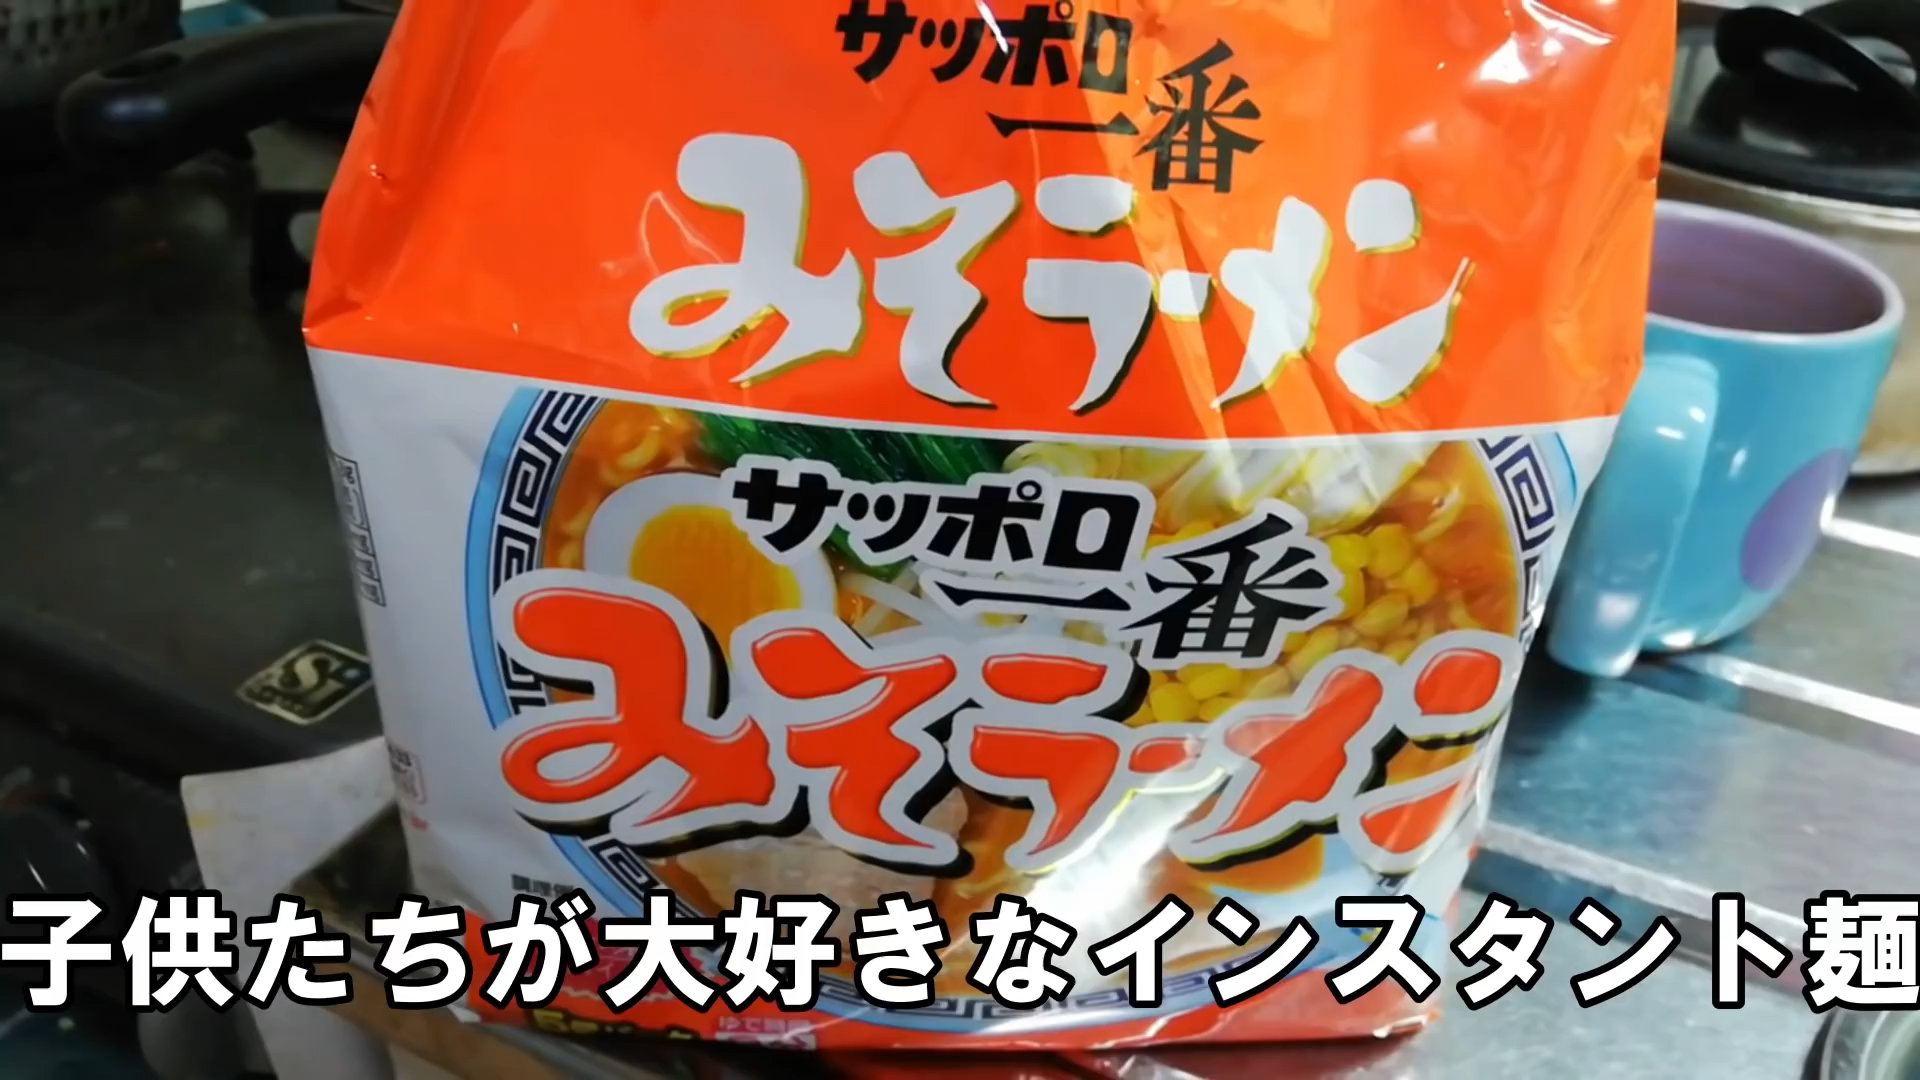 サッポロ
一番
みそラーメン
サッポロ
一番
みそラーメン
子供たちが大好きなインスタント麺